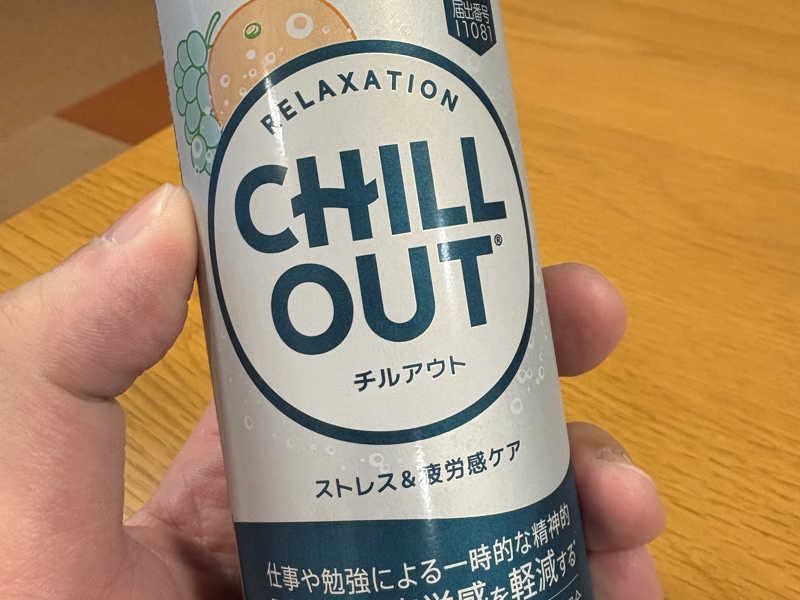 届出番号
I1081
RELAXATION
CHILL
OUT®
チルアウト
ストレス&疲労感ケア
仕事や勉強による一時的な精神的
労感を軽減する